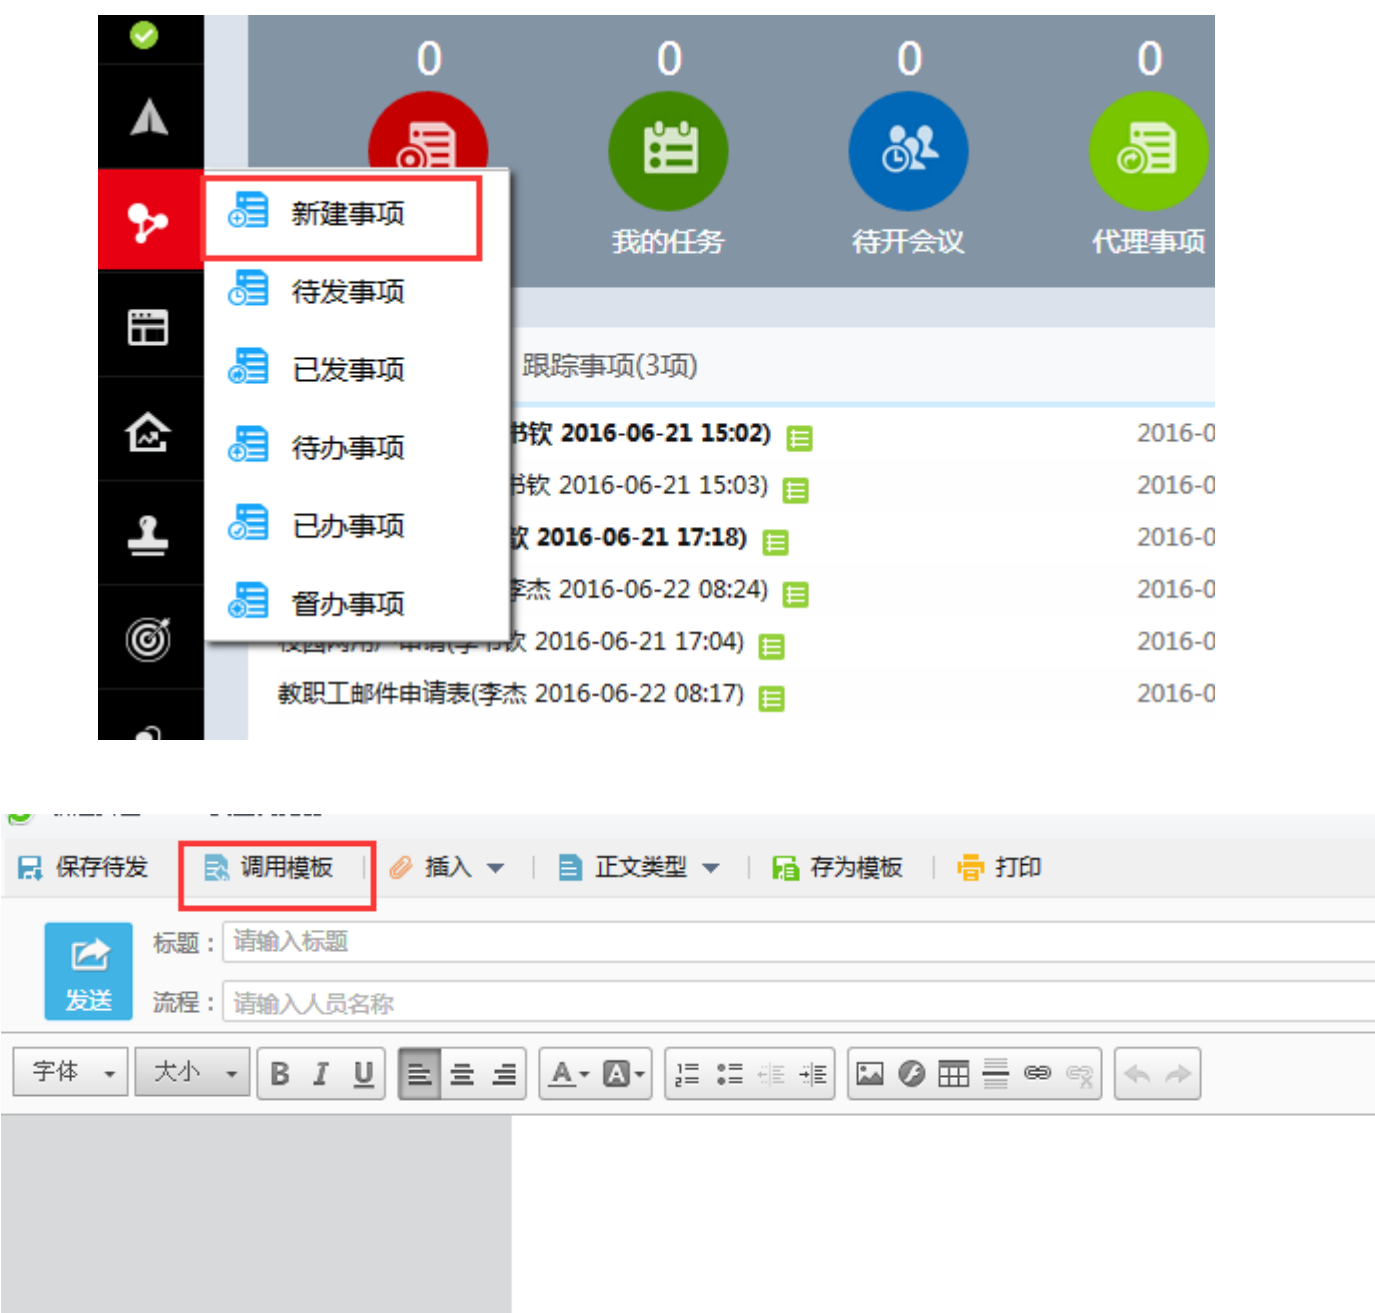 0 0 0 0
新建事项
我的任务 待开会议 代理事项
待发事项
已发事项
跟踪事项(3项)
待办事项
书钦 2016-06-21 15:02) 2016-0
钦 2016-06-21 15:03) 2016-0
已办事项
2016-06-21 17:18) 2016-0
督办事项
李杰 2016-06-22 08:24) 2016-0
2016-06-21 17:04) 2016-0
教职工邮件申请表(李杰 2016-06-22 08:17) 2016-0
保存待发 调用模板 插入 正文类型 存为模板 打印
标题： 请输入标题
发送
流程： 请输入人员名称
字体 大小 B I U A A